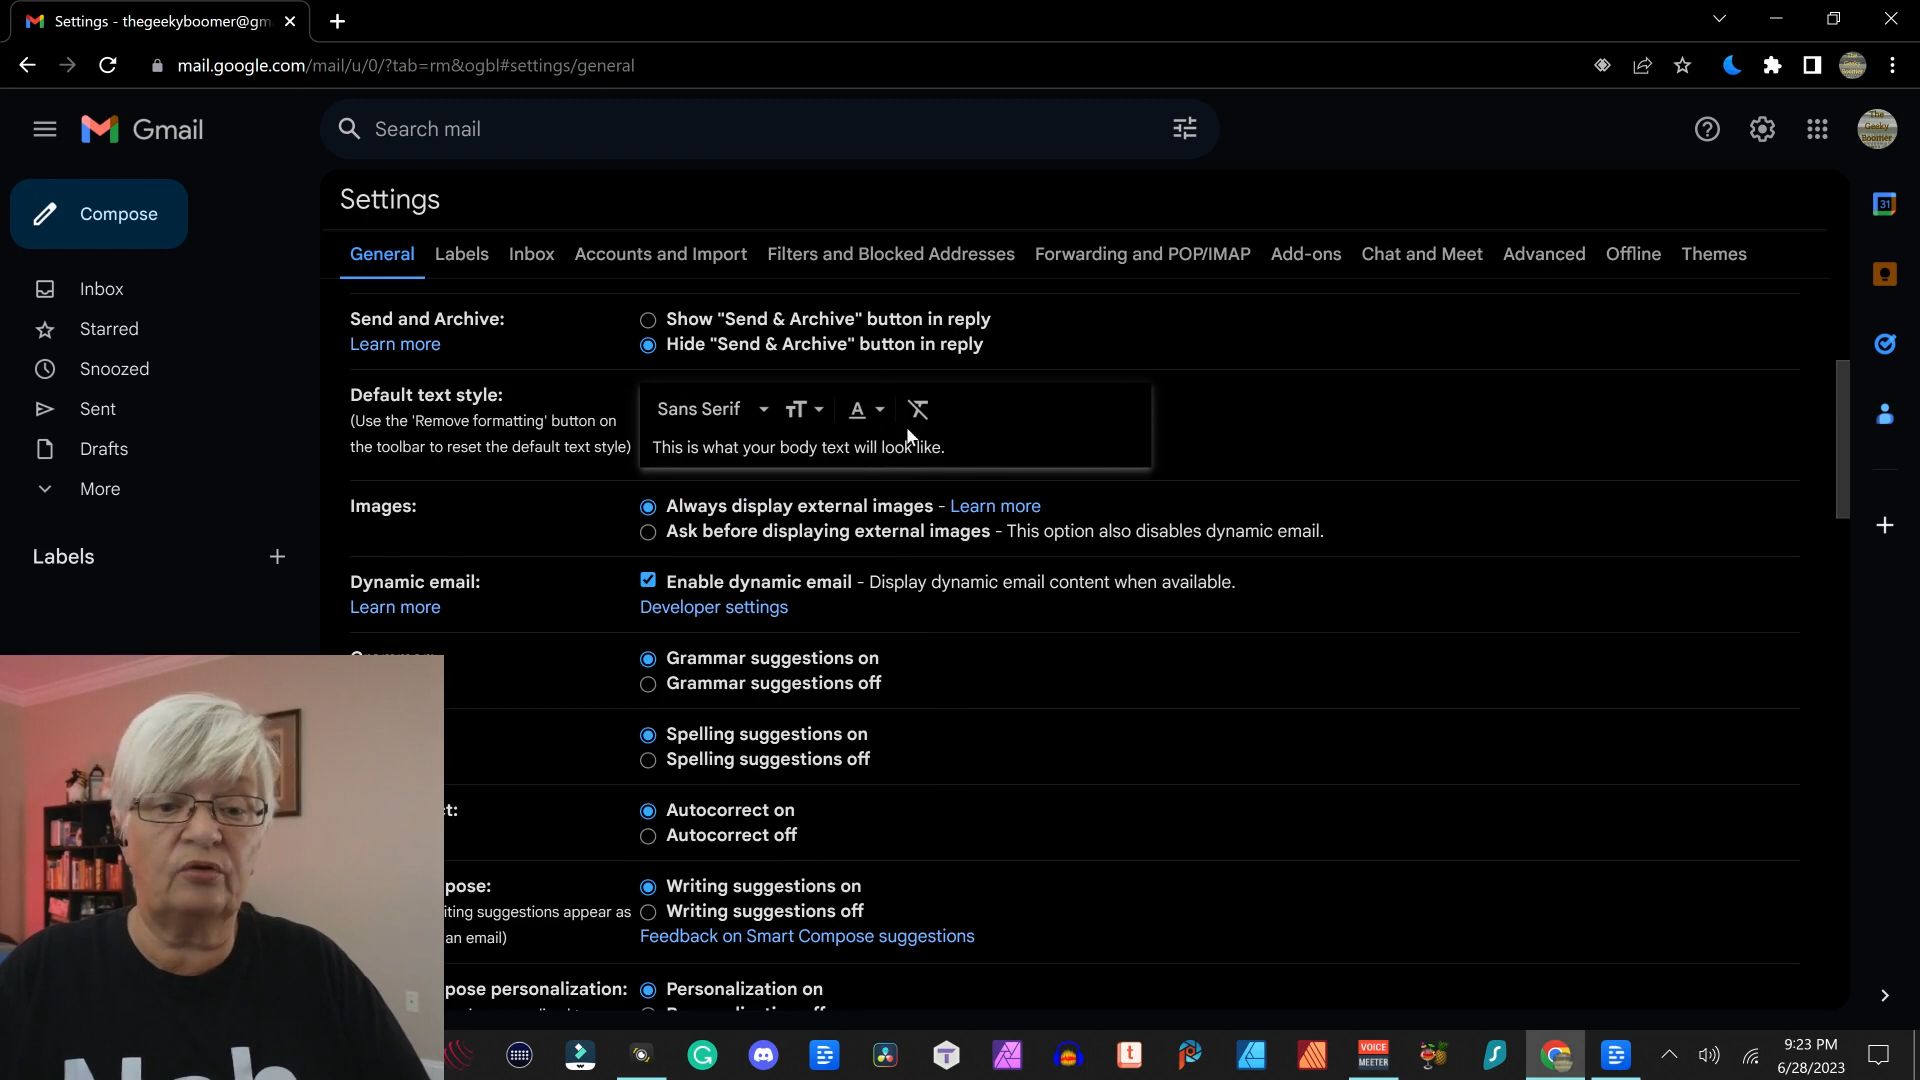 Settings - thegeekyboomer@gm
mail.google.com/mail/u/0/?tab=rm&ogbl#settings/general
Gmail
Search mail
Compose
Inbox
Starred
Snoozed
Sent
Drafts
More
Labels
Settings
General Labels Inbox Accounts and Import Filters and Blocked Addresses Forwarding and POP/IMAP Add-ons Chat and Meet Advanced Offline Themes
Send and Archive:
Learn more
Show "Send & Archive" button in reply
Hide "Send & Archive" button in reply
Default text style:
(Use the 'Remove formatting' button on
the toolbar to reset the default text style)
Sans Serif
This is what your body text will look like.
Images:
Always display external images - Learn more
Ask before displaying external images - This option also disables dynamic email.
Dynamic email:
Learn more
Enable dynamic email - Display dynamic email content when available.
Developer settings
Grammar suggestions on
Grammar suggestions off
Spelling suggestions on
Spelling suggestions off
t:
Autocorrect on
Autocorrect off
pose:
iting suggestions appear as
an email)
Writing suggestions on
Writing suggestions off
Feedback on Smart Compose suggestions
pose personalization:
Personalization on
31
The Geeky Boomer
VOICE
MEETER
9:23 PM
6/28/2023